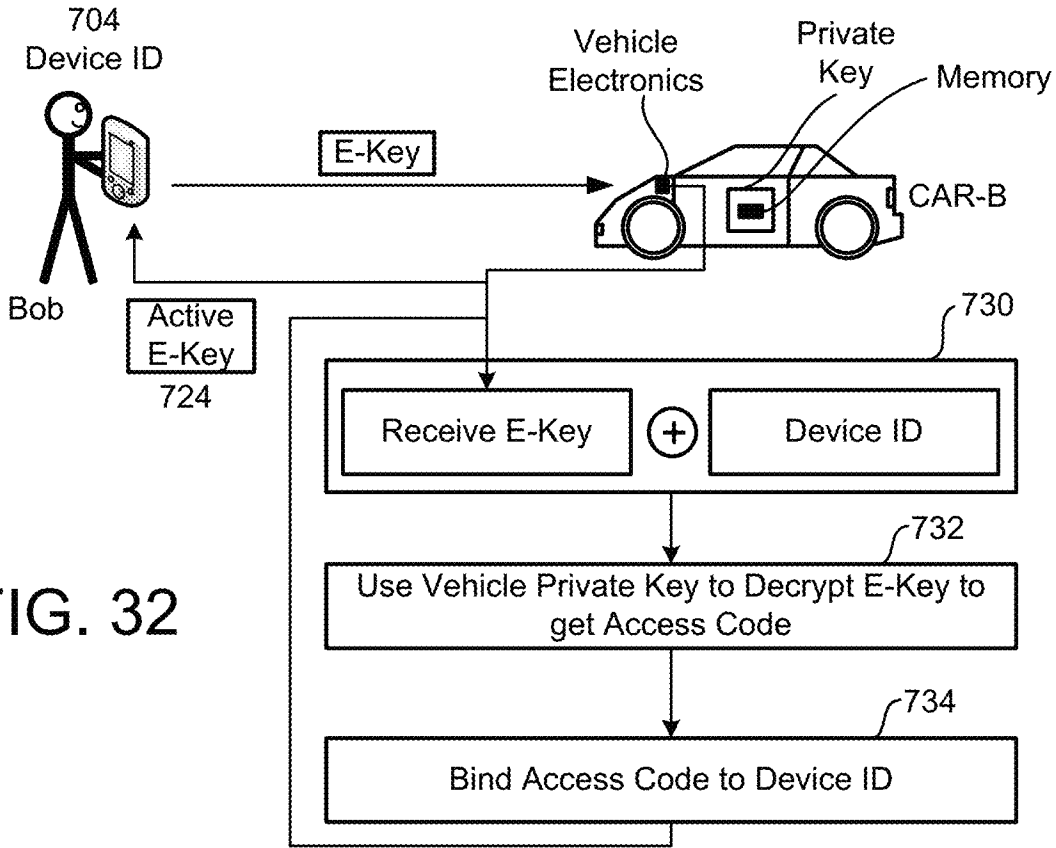 704
Device ID
Vehicle
Electronics
Private
Key
Memory
E-Key
CAR-B
Bob
Active
E-Key
724
730
Receive E-Key
+
Device ID
732
Use Vehicle Private Key to Decrypt E-Key to
get Access Code
FIG. 32
734
Bind Access Code to Device ID